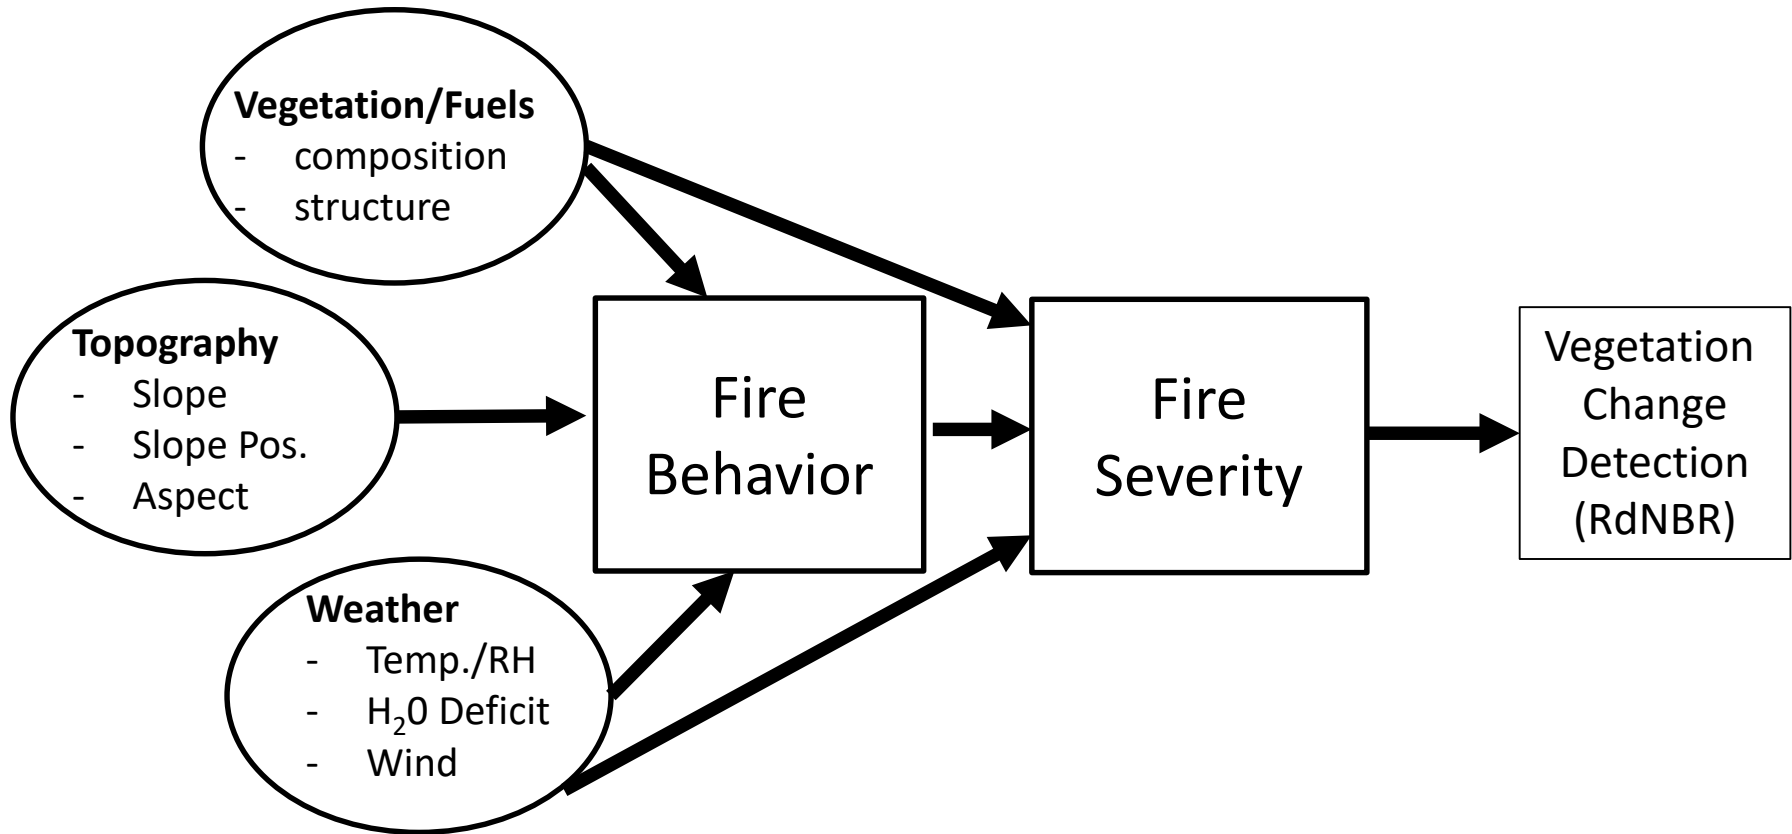 Vegetation/Fuels
- composition
- structure
Topography
- Slope
- Slope Pos.
- Aspect
Weather
- Temp./RH
- H₂0 Deficit
- Wind
Fire
Behavior
Fire
Severity
Vegetation
Change
Detection
(RdNBR)